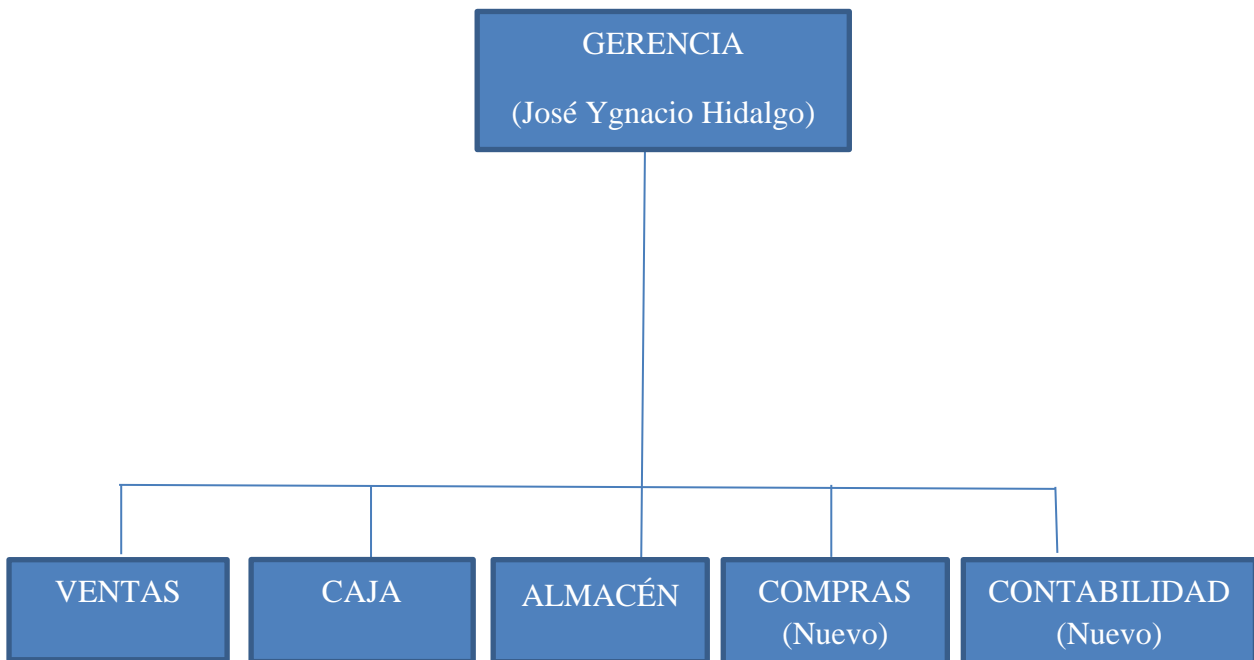 GERENCIA
(José Ygnacio Hidalgo)
VENTAS
CAJA
ALMACÉN
COMPRAS
(Nuevo)
CONTABILIDAD
(Nuevo)